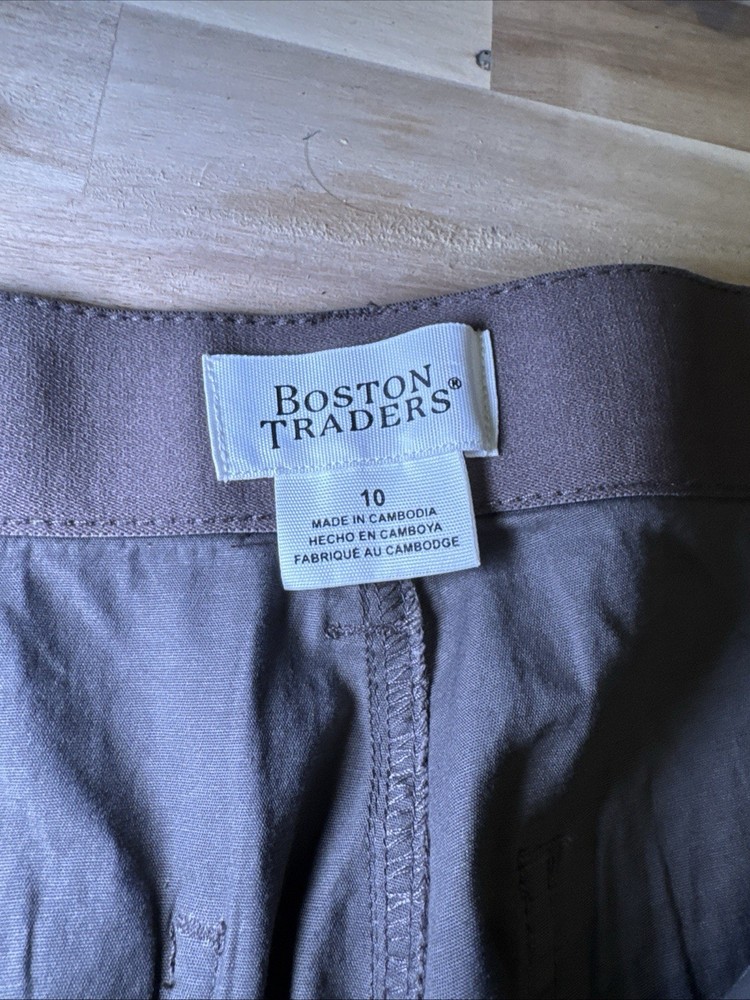 BOSTON
TRADERS®
10
MADE IN CAMBODIA
HECHO EN CAMBOYA
FABRIQUÉ AU CAMBODGE